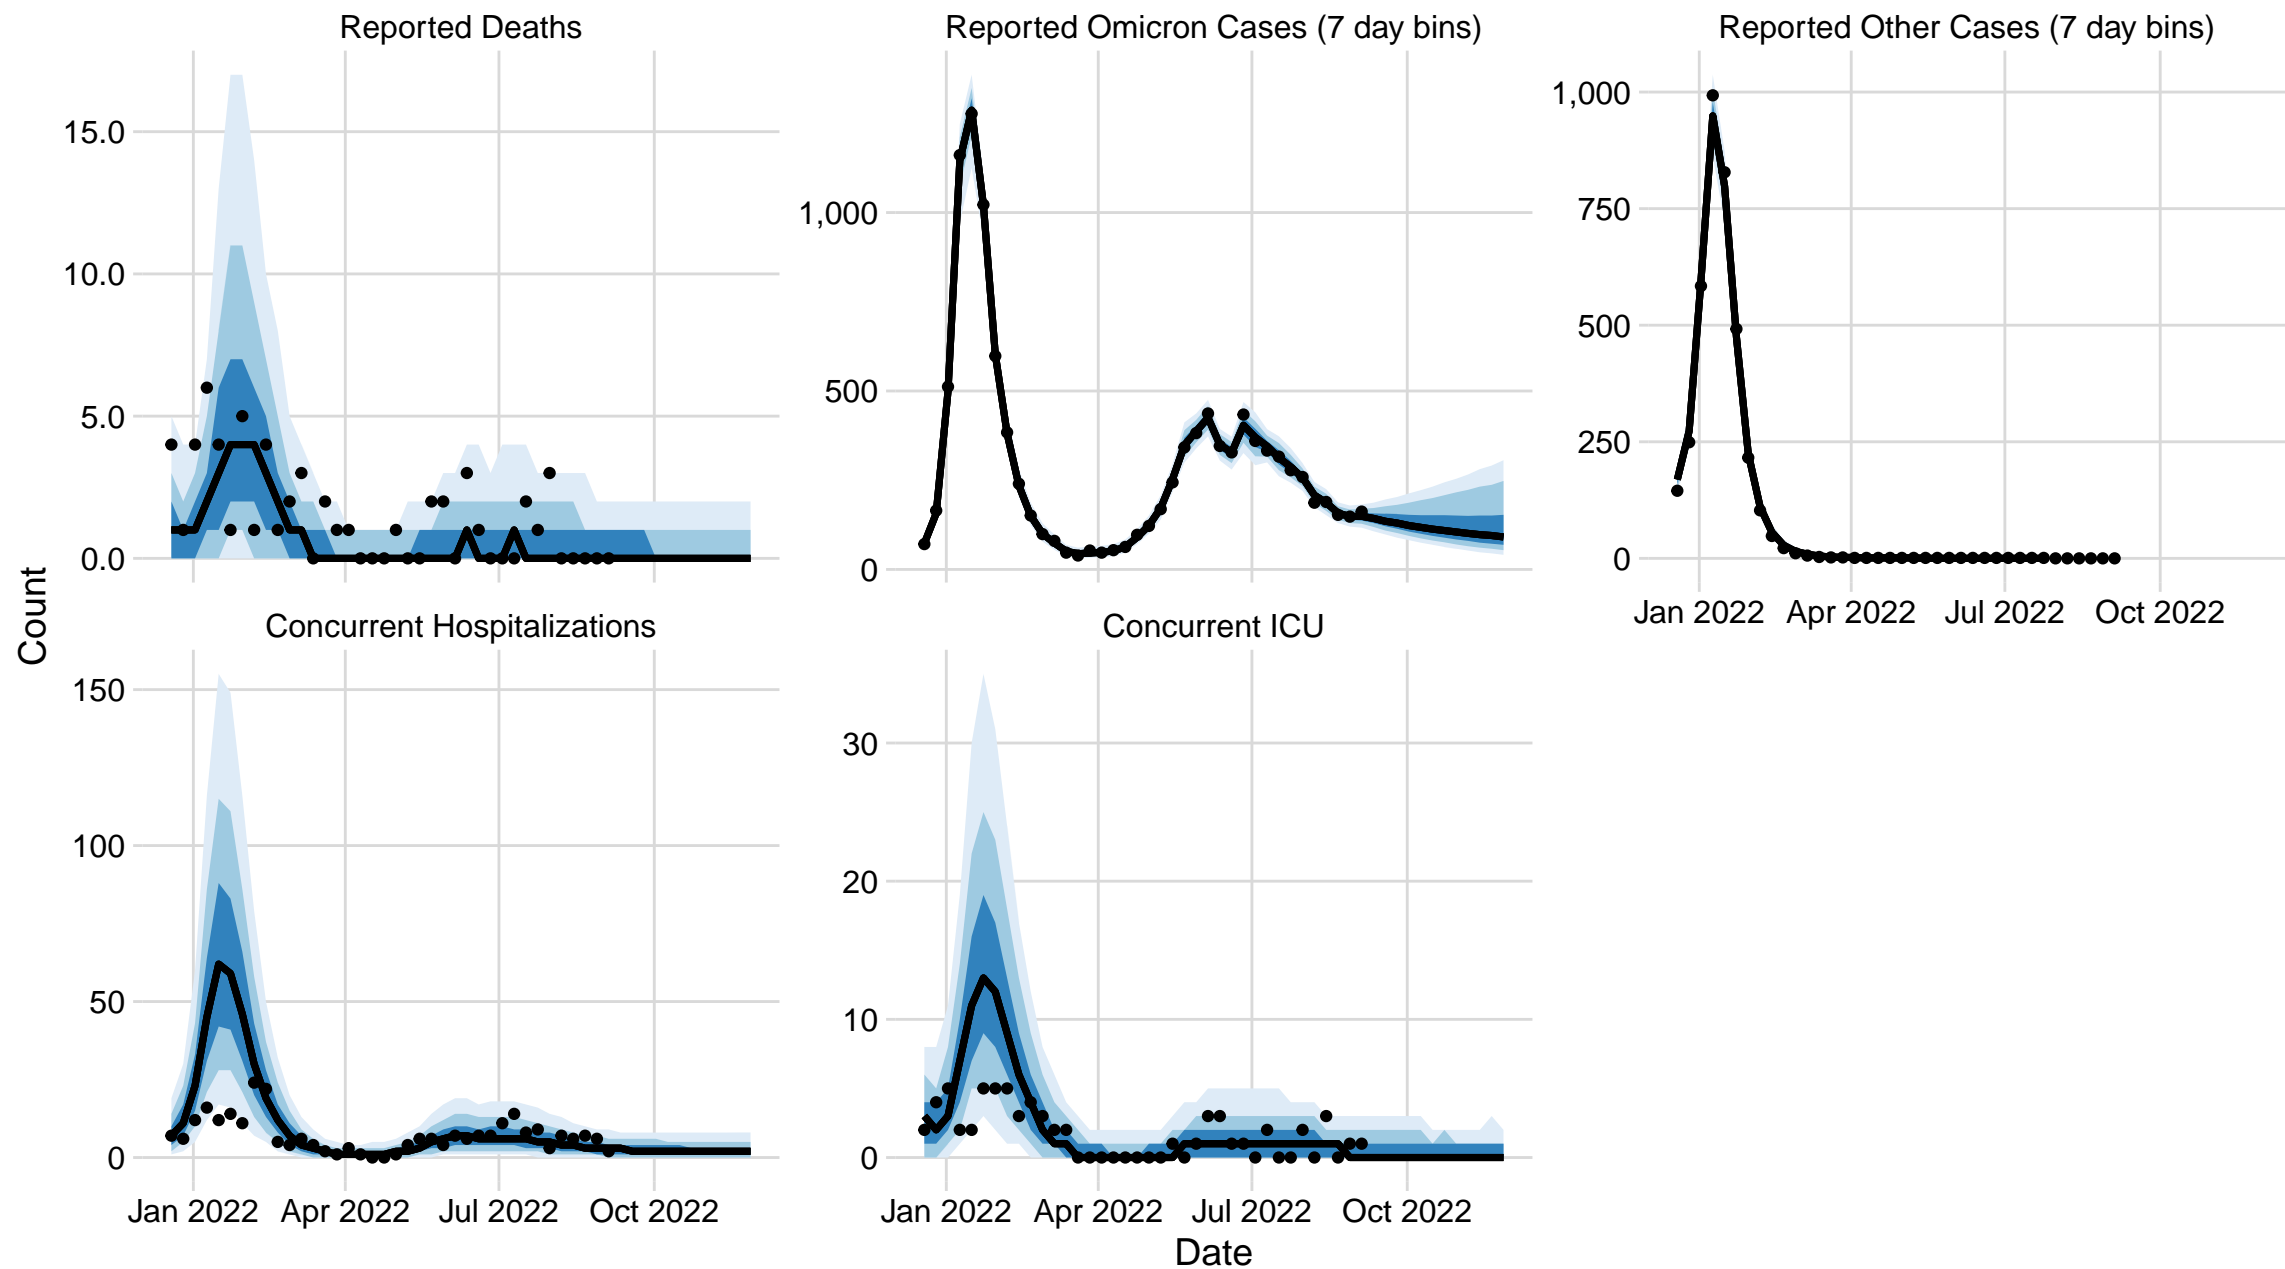 Reported Deaths
Reported Omicron Cases (7 day bins)
Reported Other Cases (7 day bins)
15.0
10.0
5.0
0.0
1,000
500
0
1,000
750
500
250
0
Jan 2022 Apr 2022 Jul 2022 Oct 2022
Count
Concurrent Hospitalizations
Concurrent ICU
150
100
50
0
30
20
10
0
Jan 2022 Apr 2022 Jul 2022 Oct 2022
Jan 2022 Apr 2022 Jul 2022 Oct 2022
Date